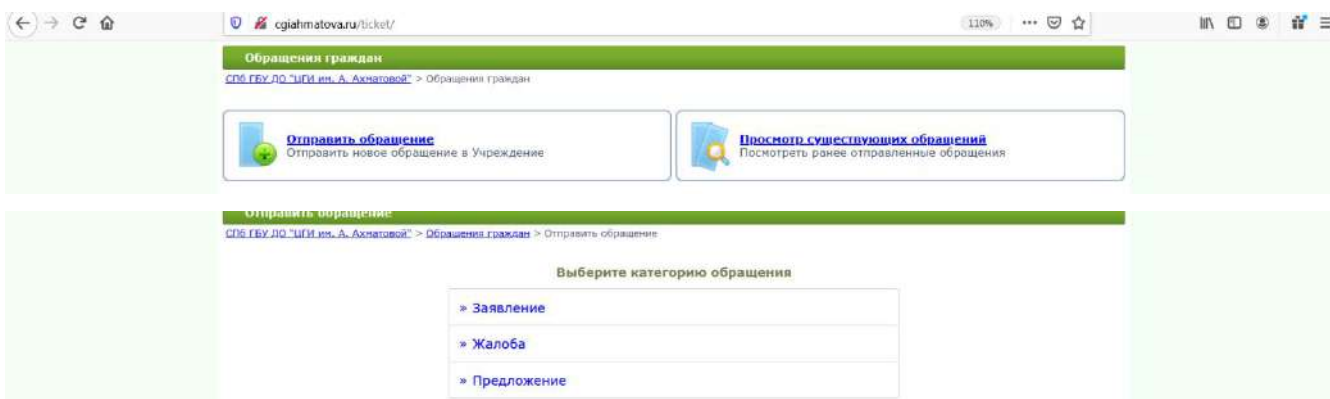 cgiahmatova.ru/ticket/
110%
Обращения граждан
СПб ГБУ ДО "ЦГИ им. А. Ахматовой" > Обращения граждан
Отправить обращение
Отправить новое обращение в Учреждение
Просмотр существующих обращений
Посмотреть ранее отправленные обращения
Отправить обращение
СПб ГБУ ДО "ЦГИ им. А. Ахматовой" > Обращения граждан > Отправить обращение
Выберите категорию обращения
» Заявление
» Жалоба
» Предложение